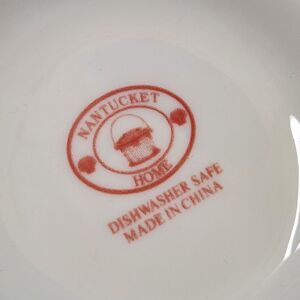 NANTUCKET
HOME
DISHWASHER SAFE
MADE IN CHINA